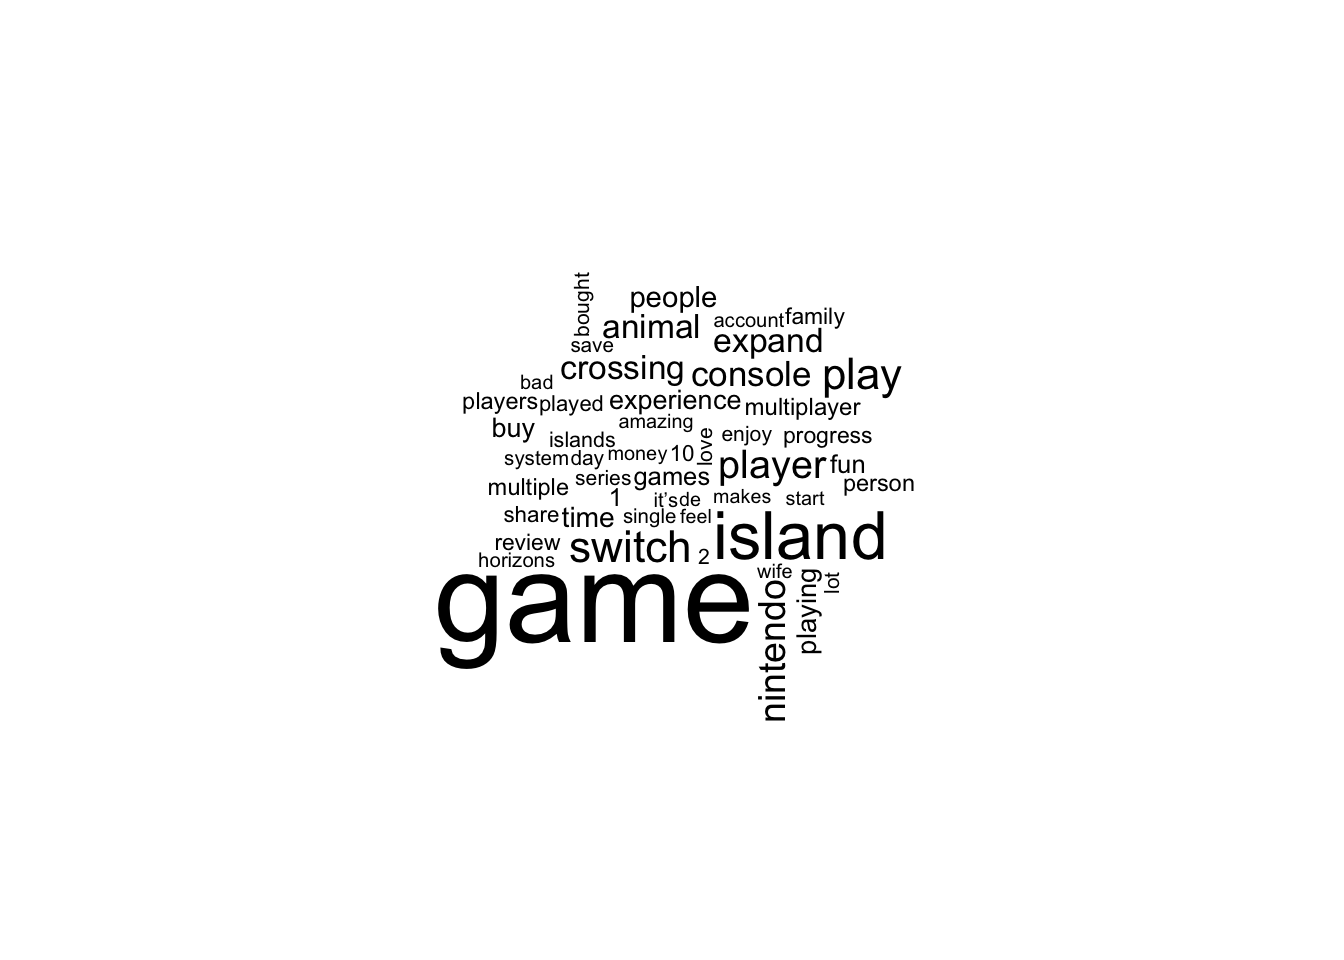 bought
people
animal
account
family
save
expand
crossing
console
play
bad
players
played
experience
multiplayer
amazing
buy
islands
love
enjoy
progress
system
day
money
10
player
fun
series
games
person
multiple
1
it's
de
makes
start
share
time
single
feel
island
review
switch
2
horizons
game
wife
nintendo
playing
lot